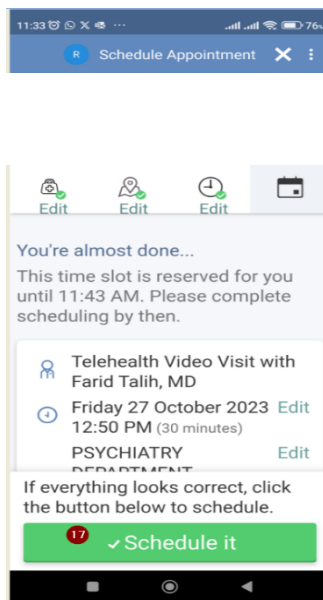 11:33 ... 76%
R Schedule Appointment
Edit Edit Edit
You're almost done...
This time slot is reserved for you
until 11:43 AM. Please complete
scheduling by then.
Telehealth Video Visit with
Farid Talih, MD
Friday 27 October 2023 Edit
12:50 PM (30 minutes)
PSYCHIATRY Edit
DEPARTMENT
If everything looks correct, click
the button below to schedule.
17 Schedule it